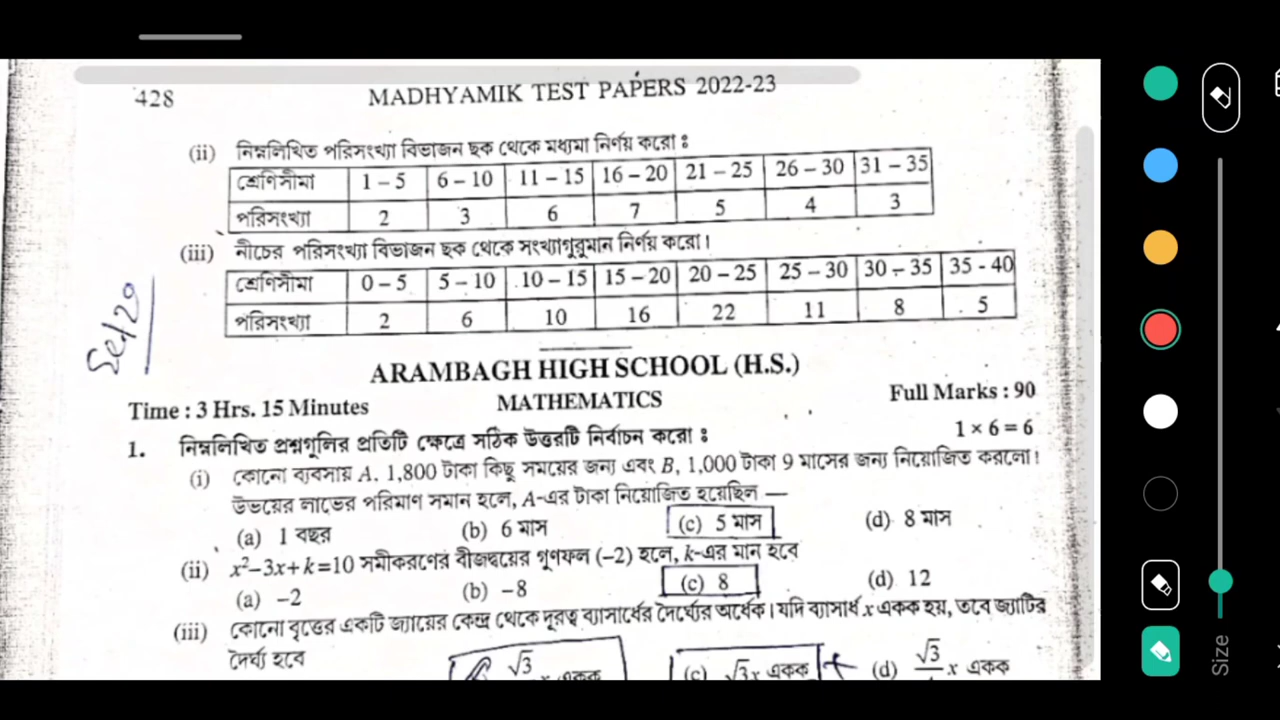 428 MADHYAMIK TEST PAPERS 2022-23
(ii) নিম্নলিখিত পরিসংখ্যা বিভাজন ছক থেকে মধ্যমা নির্ণয় করো ঃ
শ্রেণিসীমা 1 – 5 6 – 10 11 – 15 16 – 20 21 – 25 26 – 30 31 – 35
পরিসংখ্যা 2 3 6 7 5 4 3
(iii) নীচের পরিসংখ্যা বিভাজন ছক থেকে সংখ্যাগুরুমান নির্ণয় করো।
শ্রেণিসীমা 0 – 5 5 – 10 10 – 15 15 – 20 20 – 25 25 – 30 30 – 35 35 - 40
পরিসংখ্যা 2 6 10 16 22 11 8 5
ARAMBAGH HIGH SCHOOL (H.S.)
Time : 3 Hrs. 15 Minutes MATHEMATICS Full Marks : 90
1. নিম্নলিখিত প্রশ্নগুলির প্রতিটি ক্ষেত্রে সঠিক উত্তরটি নির্বাচন করো ঃ 1 × 6 = 6
(i) কোনো ব্যবসায় A. 1,800 টাকা কিছু সময়ের জন্য এবং B, 1,000 টাকা 9 মাসের জন্য নিয়োজিত করলো।
উভয়ের লাভের পরিমাণ সমান হলে, A-এর টাকা নিয়োজিত হয়েছিল —
(a) 1 বছর (b) 6 মাস (c) 5 মাস (d) 8 মাস
(ii) x²–3x+k=10 সমীকরণের বীজদ্বয়ের গুণফল (–2) হলে, k-এর মান হবে
(a) –2 (b) –8 (c) 8 (d) 12
(iii) কোনো বৃত্তের একটি জ্যায়ের কেন্দ্র থেকে দূরত্ব ব্যাসার্ধের দৈর্ঘ্যের অর্ধেক। যদি ব্যাসার্ধ x একক হয়, তবে জ্যাটির
দৈর্ঘ্য হবে
√3 x একক (c) √3x একক (d) √3 x একক
Size